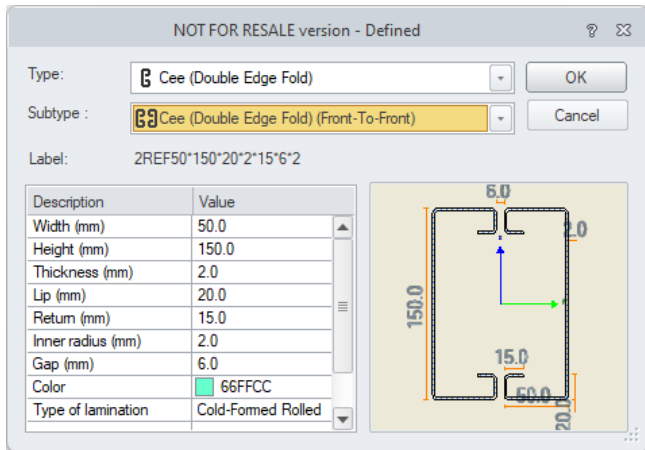 NOT FOR RESALE version - Defined
?
Type:
Cee (Double Edge Fold)
OK
Subtype :
Cee (Double Edge Fold) (Front-To-Front)
Cancel
Label:
2REF50*150*20*2*15*6*2
Description Value
Width (mm) 50.0
Height (mm) 150.0
Thickness (mm) 2.0
Lip (mm) 20.0
Return (mm) 15.0
Inner radius (mm) 2.0
Gap (mm) 6.0
Color 66FFCC
Type of lamination Cold-Formed Rolled
6.0
2.0
150.0
15.0
50.0
20.0